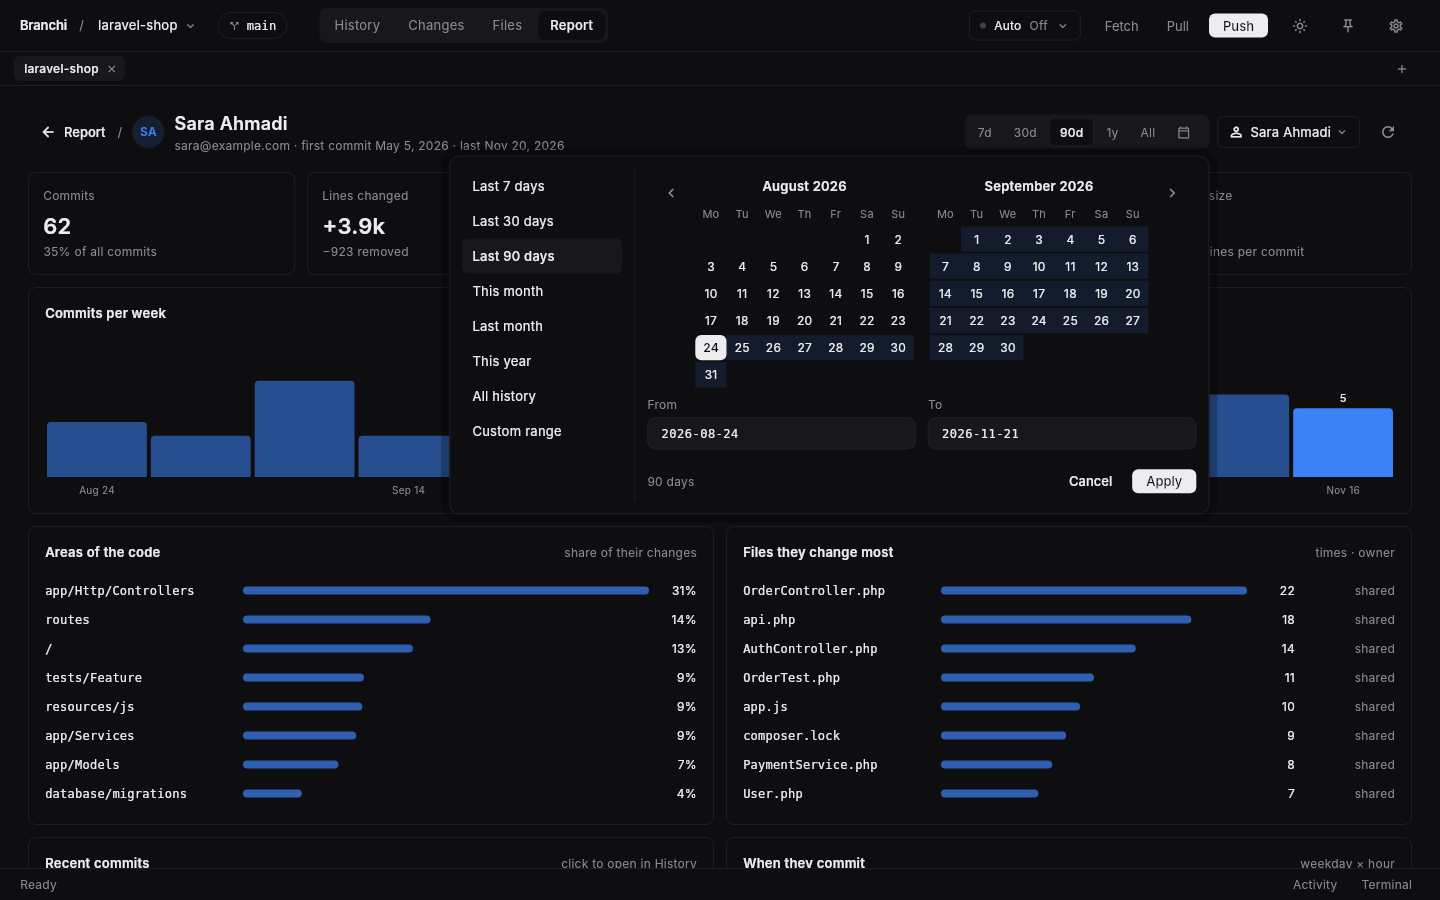 Branchi / laravel-shop main History Changes Files Report Auto Off Fetch Pull Push
laravel-shop × +
Report / SA Sara Ahmadi
sara@example.com · first commit May 5, 2026 · last Nov 20, 2026
7d 30d 90d 1y All Sara Ahmadi
Commits
62
35% of all commits
Lines changed
+3.9k
−923 removed
size
ines per commit
Commits per week
5
Aug 24 Sep 14 Nov 16
Last 7 days
Last 30 days
Last 90 days
This month
Last month
This year
All history
Custom range
August 2026
Mo Tu We Th Fr Sa Su
1 2
3 4 5 6 7 8 9
10 11 12 13 14 15 16
17 18 19 20 21 22 23
24 25 26 27 28 29 30
31
September 2026
Mo Tu We Th Fr Sa Su
1 2 3 4 5 6
7 8 9 10 11 12 13
14 15 16 17 18 19 20
21 22 23 24 25 26 27
28 29 30
From To
2026-08-24 2026-11-21
90 days Cancel Apply
Areas of the code share of their changes
app/Http/Controllers 31%
routes 14%
/ 13%
tests/Feature 9%
resources/js 9%
app/Services 9%
app/Models 7%
database/migrations 4%
Files they change most times · owner
OrderController.php 22 shared
api.php 18 shared
AuthController.php 14 shared
OrderTest.php 11 shared
app.js 10 shared
composer.lock 9 shared
PaymentService.php 8 shared
User.php 7 shared
Recent commits click to open in History
When they commit weekday × hour
Ready Activity Terminal